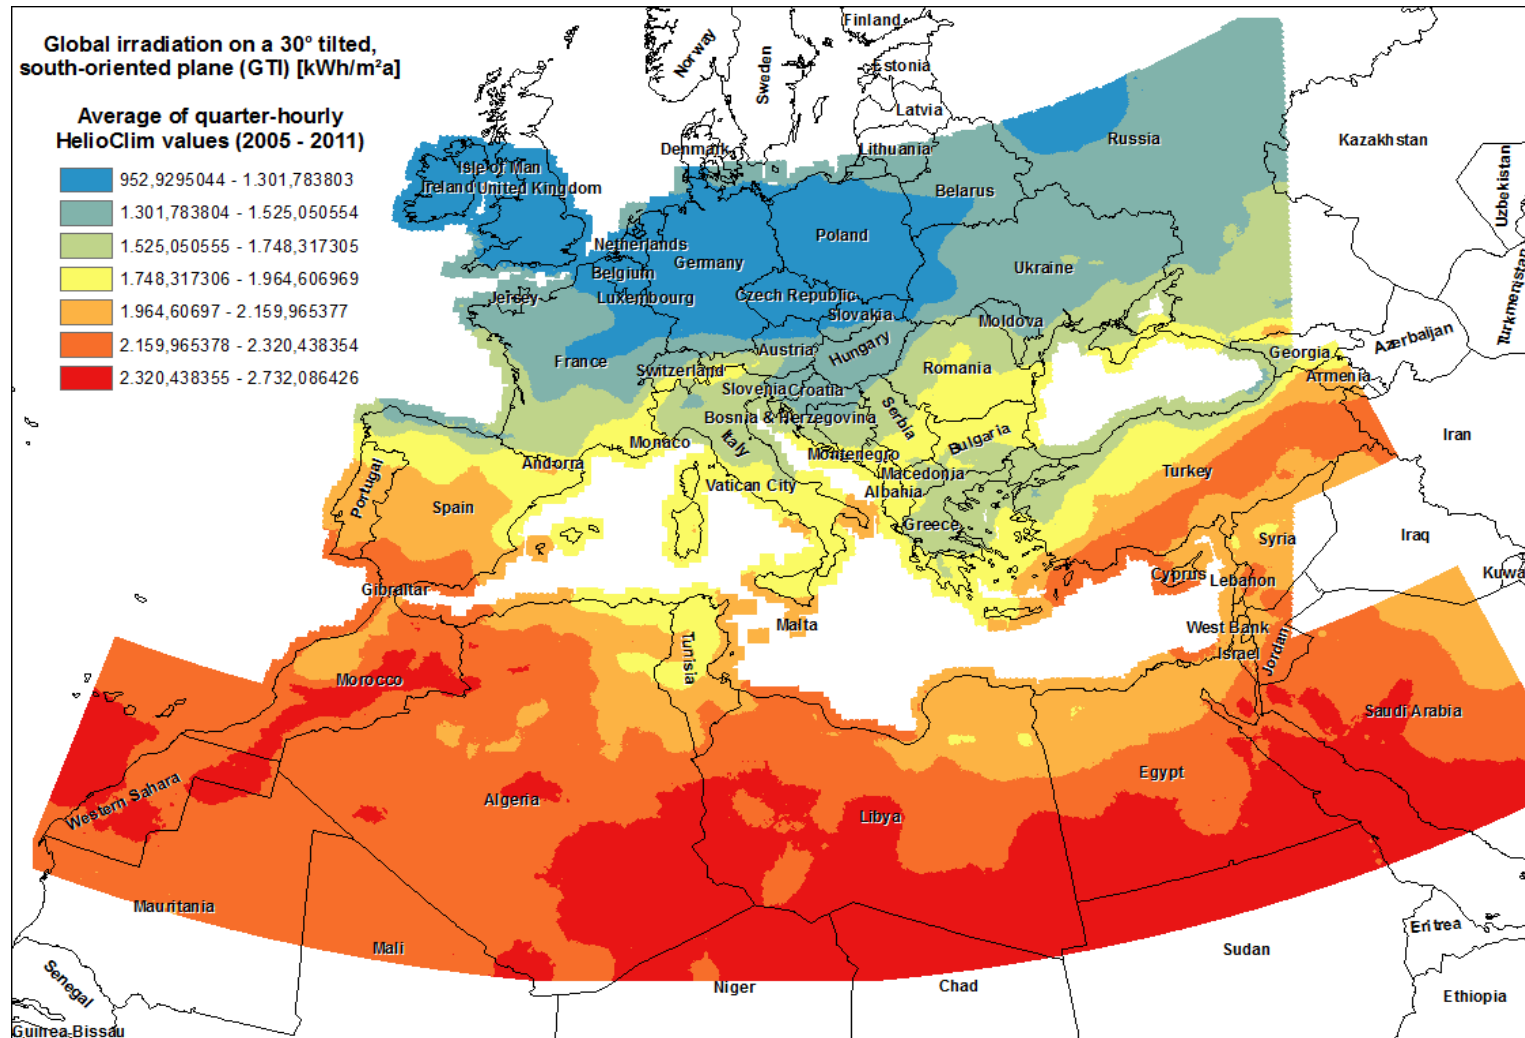 Global irradiation on a 30° tilted,
south-oriented plane (GTI) [kWh/m²a]
Average of quarter-hourly
HelioClim values (2005 - 2011)
952,9295044 - 1.301,783803
1.301,783804 - 1.525,050554
1.525,050555 - 1.748,317305
1.748,317306 - 1.964,606969
1.964,60697 - 2.159,965377
2.159,965378 - 2.320,438354
2.320,438355 - 2.732,086426
Finland
Norway
Sweden
Estonia
Latvia
Denmark
Lithuania
Russia
Kazakhstan
Uzbekistan
Isle of Man
Ireland
United Kingdom
Belarus
Netherlands
Poland
Germany
Belgium
Ukraine
Turkmenistan
Jersey
Luxembourg
Czech Republic
Slovakia
Moldova
Azerbaijan
France
Austria
Hungary
Georgia
Switzerland
Romania
Armenia
Slovenia
Croatia
Bosnia & Herzegovina
Serbia
Monaco
Italy
Bulgaria
Iran
Andorra
Montenegro
Turkey
Portugal
Vatican City
Macedonia
Albania
Spain
Greece
Syria
Iraq
Gibraltar
Cyprus
Lebanon
Kuwa
Malta
West Bank
Tunisia
Israel
Jordan
Morocco
Saudi Arabia
Western Sahara
Algeria
Libya
Egypt
Mauritania
Mali
Niger
Chad
Sudan
Eritrea
Senegal
Ethiopia
Guinea-Bissau